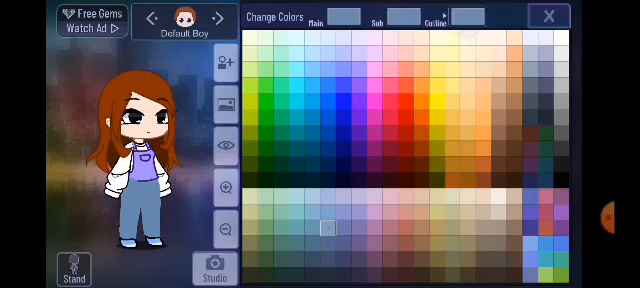 Free Gems
Watch Ad
Default Boy
Change Colors
Main
Sub
Outline
X
Stand
Studio